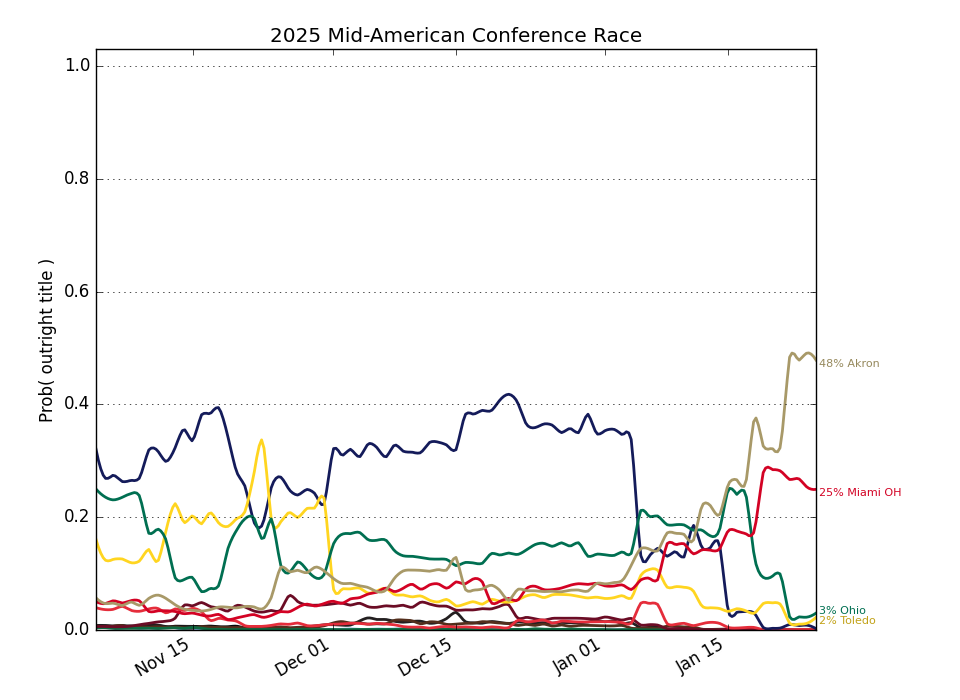 2025 Mid-American Conference Race
Prob( outright title )
1.0
0.8
0.6
0.4
0.2
0.0
48% Akron
25% Miami OH
3% Ohio
2% Toledo
Nov 15
Dec 01
Dec 15
Jan 01
Jan 15